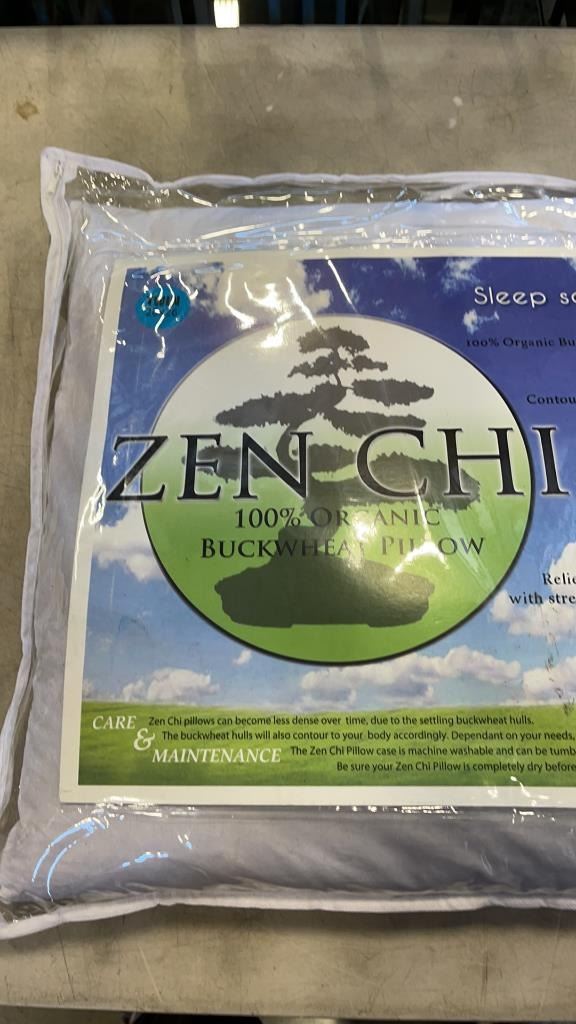 Sleep so
100% Organic Bu
Contou
ZEN CHI
100% ORGANIC
BUCKWHEAT PILLOW
Relie
with stre
CARE & MAINTENANCE
Zen Chi pillows can become less dense over time, due to the settling buckwheat hulls.
The buckwheat hulls will also contour to your body accordingly. Dependant on your needs,
The Zen Chi Pillow case is machine washable and can be tumb
Be sure your Zen Chi Pillow is completely dry before